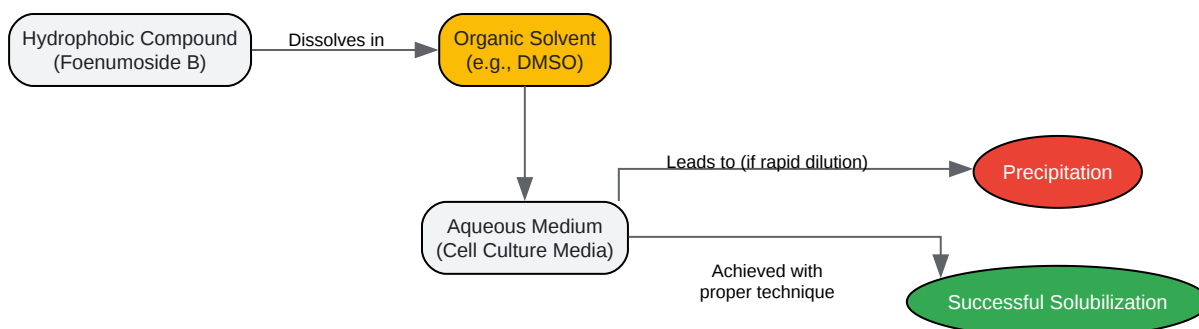 Hydrophobic Compound
(Foenumoside B)
Dissolves in
Organic Solvent
(e.g., DMSO)
Leads to (if rapid dilution)
Precipitation
Aqueous Medium
(Cell Culture Media)
Achieved with
proper technique
Successful Solubilization